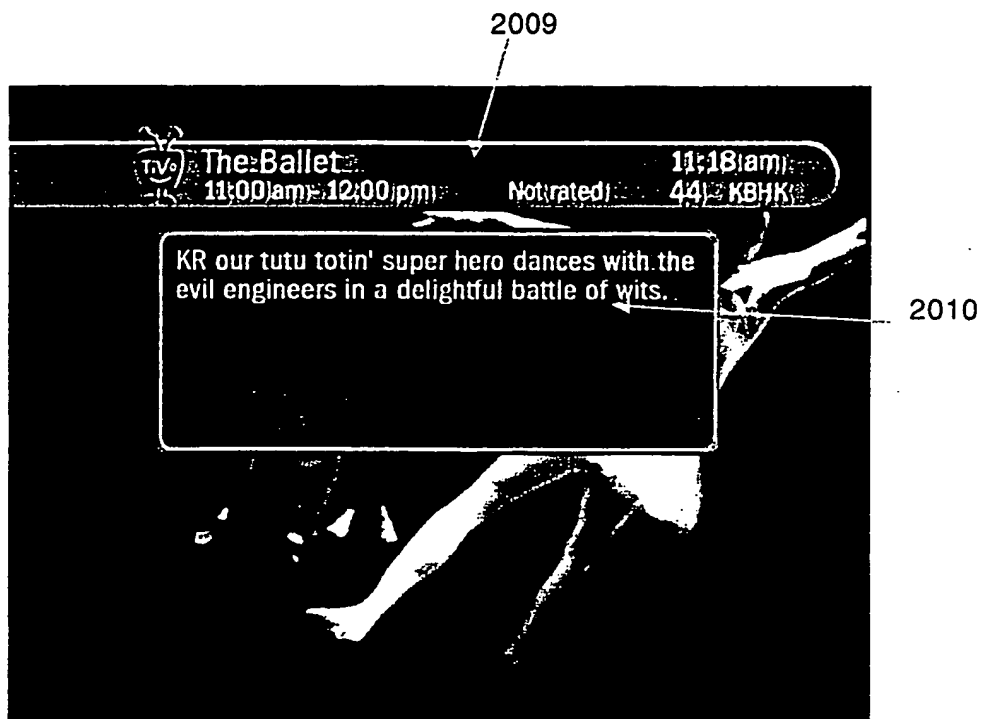 2009
TiVo
The Ballet
11:18 am
11:00 am - 12:00 pm
Not rated
44 KBHK
KR our tutu totin' super hero dances with the
evil engineers in a delightful battle of wits.
2010